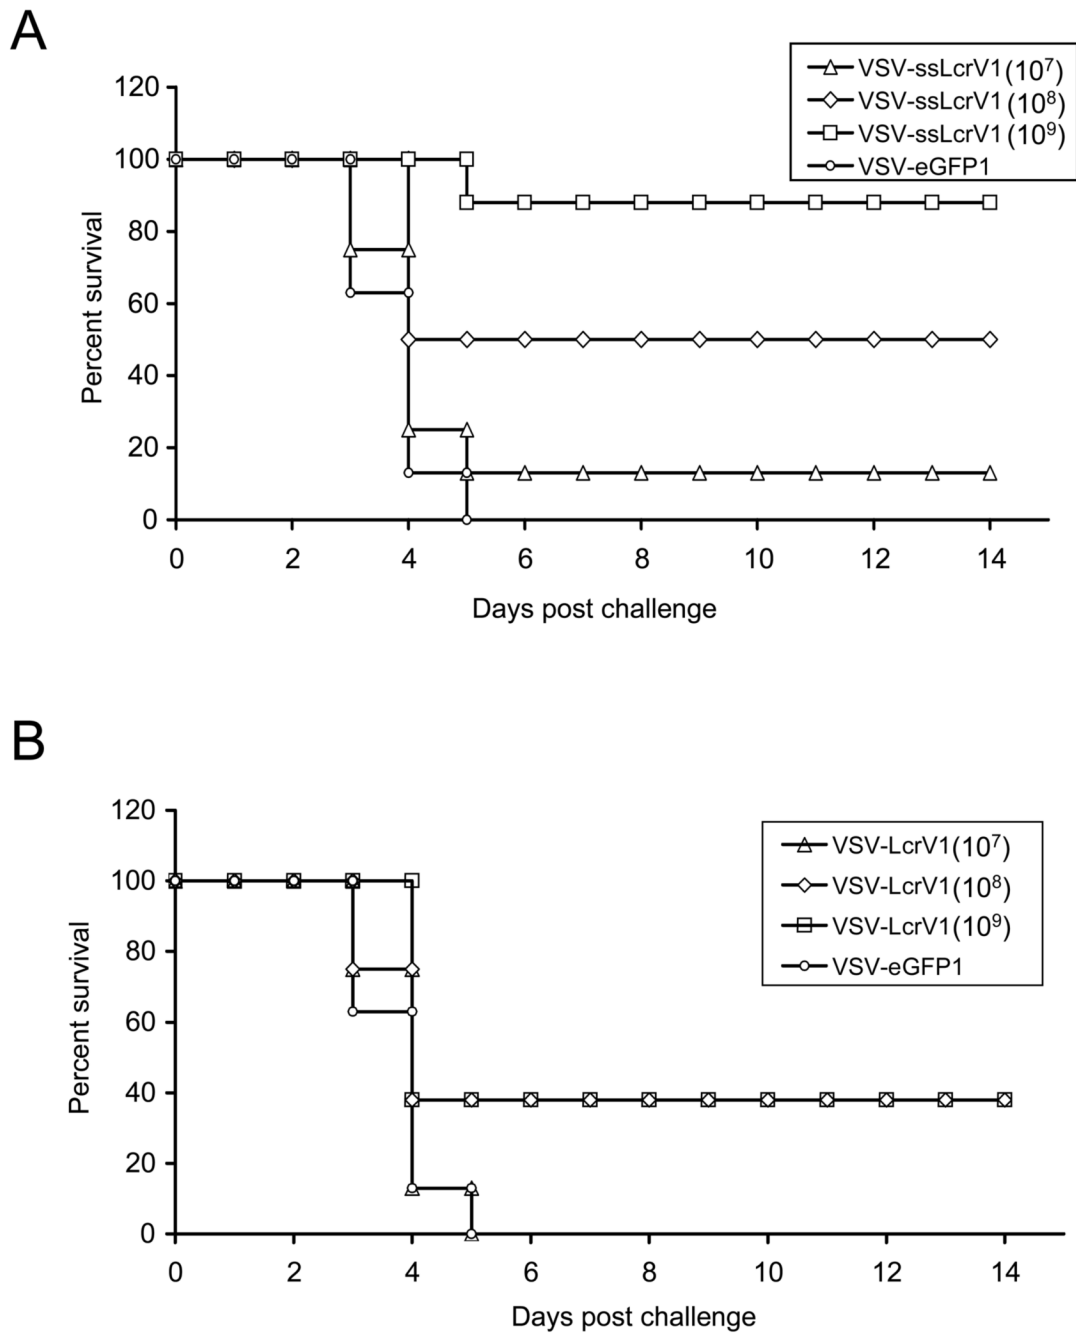 A
VSV-ssLcrV1 (10⁷)
VSV-ssLcrV1 (10⁸)
VSV-ssLcrV1 (10⁹)
VSV-eGFP1
120
100
80
60
40
20
0
Percent survival
0 2 4 6 8 10 12 14
Days post challenge
B
VSV-LcrV1 (10⁷)
VSV-LcrV1 (10⁸)
VSV-LcrV1 (10⁹)
VSV-eGFP1
120
100
80
60
40
20
0
Percent survival
0 2 4 6 8 10 12 14
Days post challenge